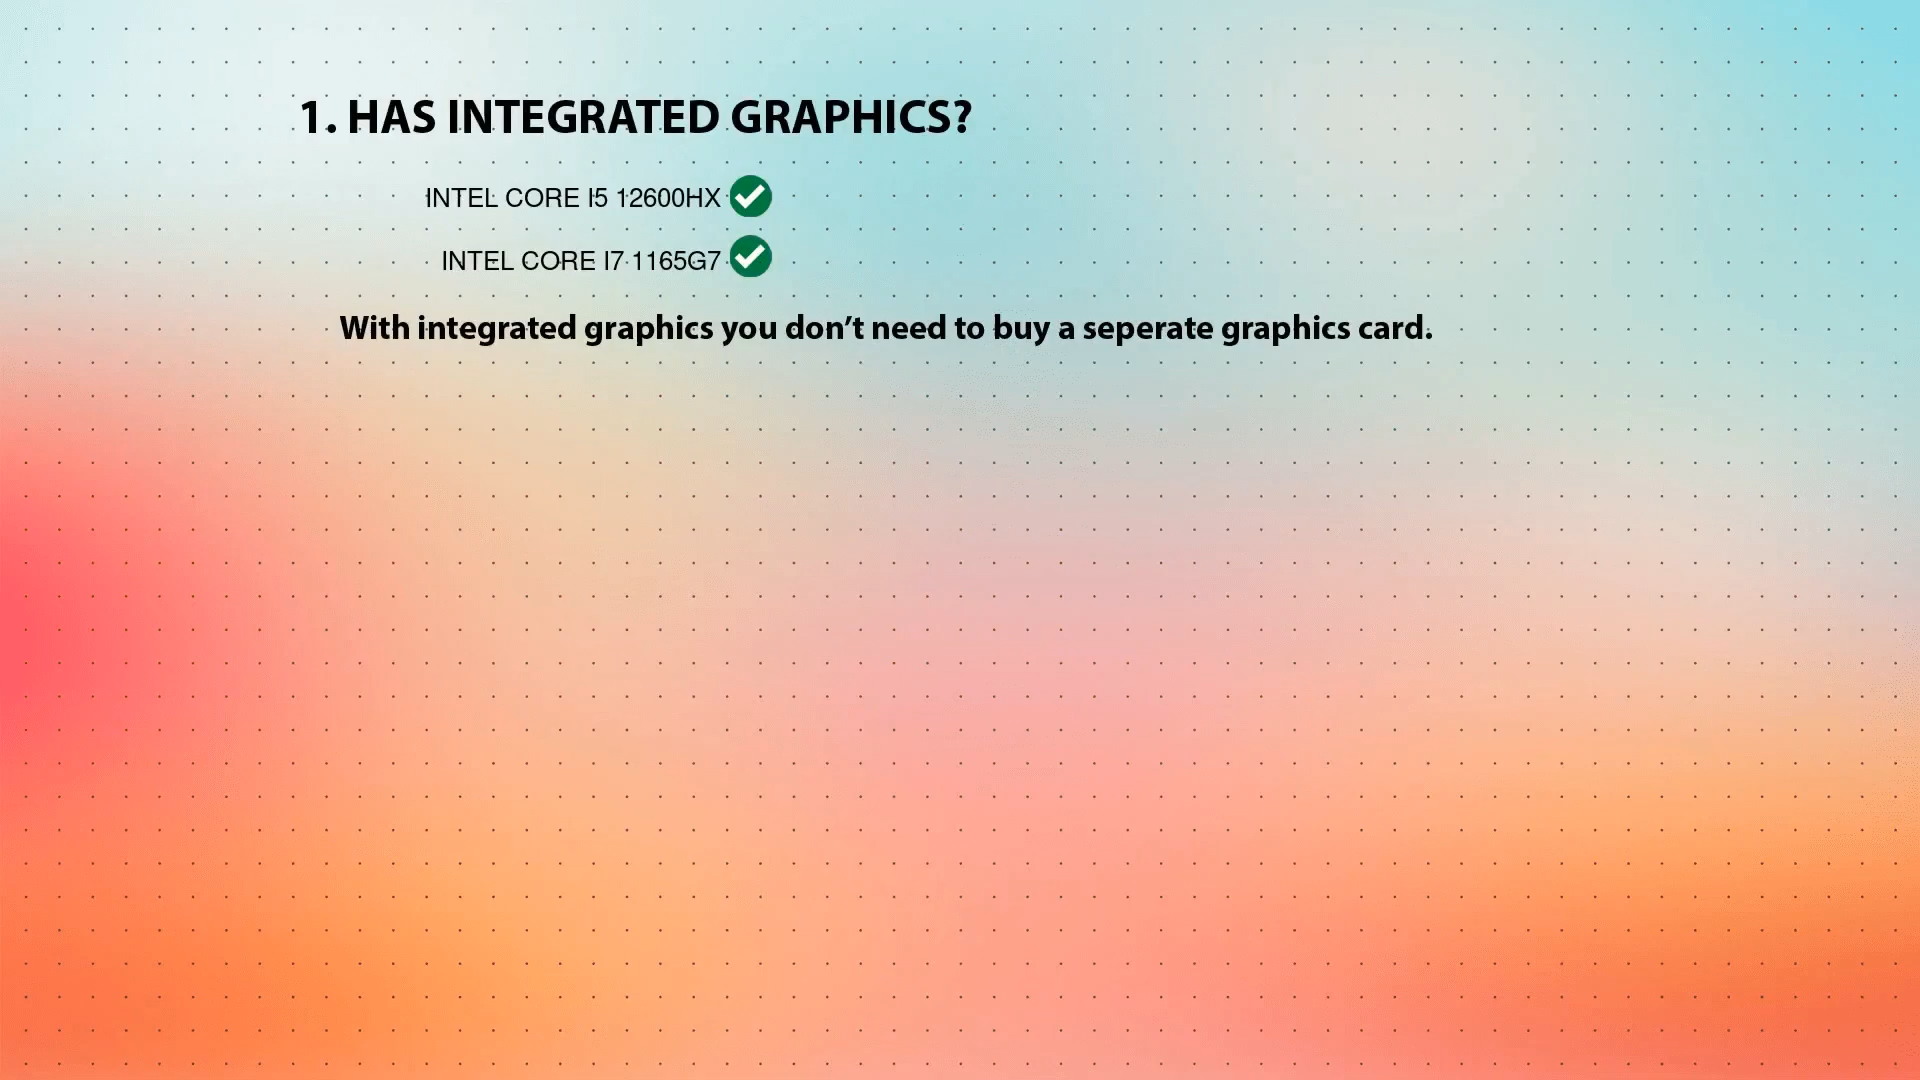 1. HAS INTEGRATED GRAPHICS?
INTEL CORE I5 12600HX
INTEL CORE I7 1165G7
With integrated graphics you don’t need to buy a seperate graphics card.